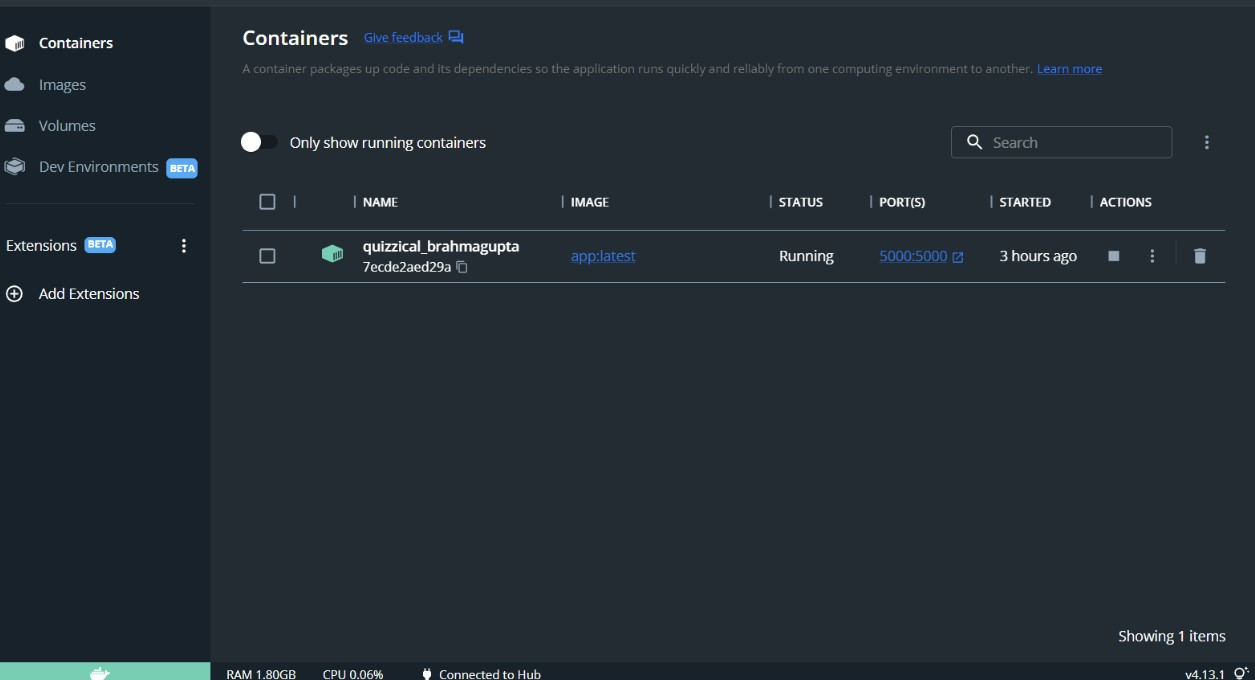 Containers
Images
Volumes
Dev Environments BETA
Extensions BETA
Add Extensions
Containers Give feedback
A container packages up code and its dependencies so the application runs quickly and reliably from one computing environment to another. Learn more
Only show running containers
Search
NAME IMAGE STATUS PORT(S) STARTED ACTIONS
quizzical_brahmagupta
7ecde2aed29a
app:latest Running 5000:5000 3 hours ago
Showing 1 items
RAM 1.80GB CPU 0.06% Connected to Hub v4.13.1